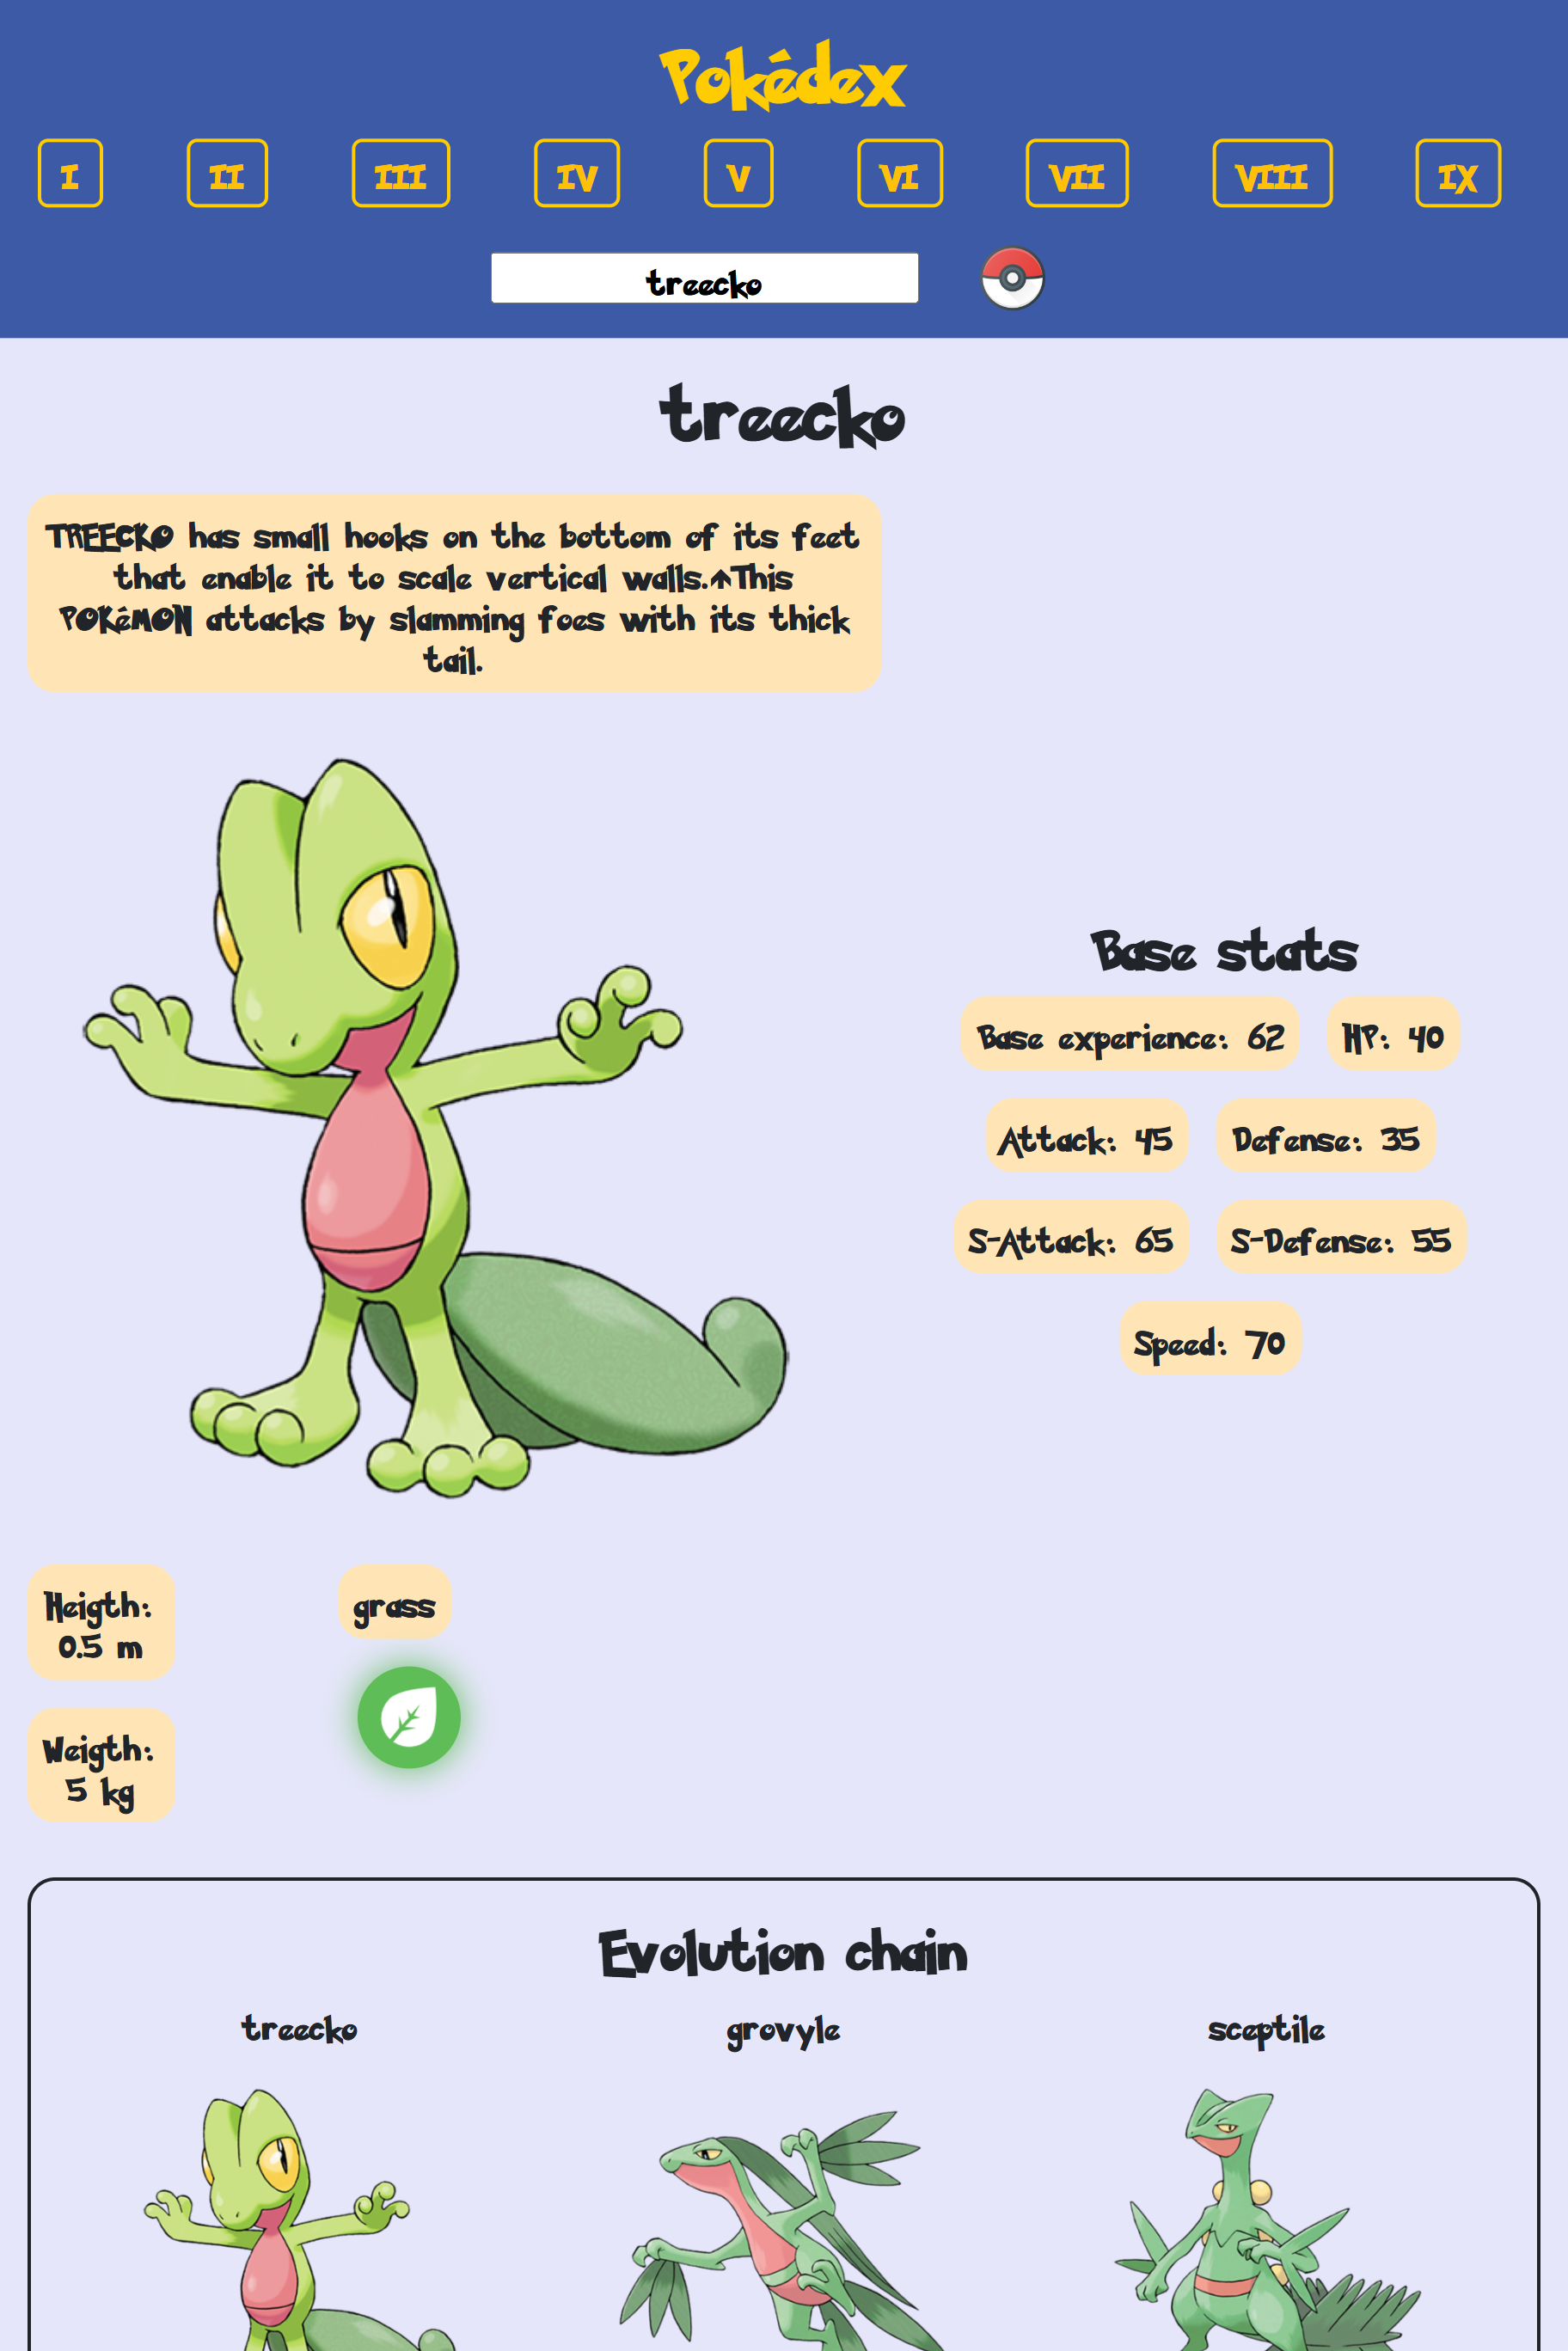 Pokédex
I II III IV V VI VII VIII IX
treecko
treecko
TREECKO has small hooks on the bottom of its feet
that enable it to scale vertical walls.↑This
POKéMON attacks by slamming foes with its thick
tail.
Base stats
Base experience: 62 HP: 40
Attack: 45 Defense: 35
S-Attack: 65 S-Defense: 55
Speed: 70
Heigth:
0.5 m
grass
Weigth:
5 kg
Evolution chain
treecko grovyle sceptile